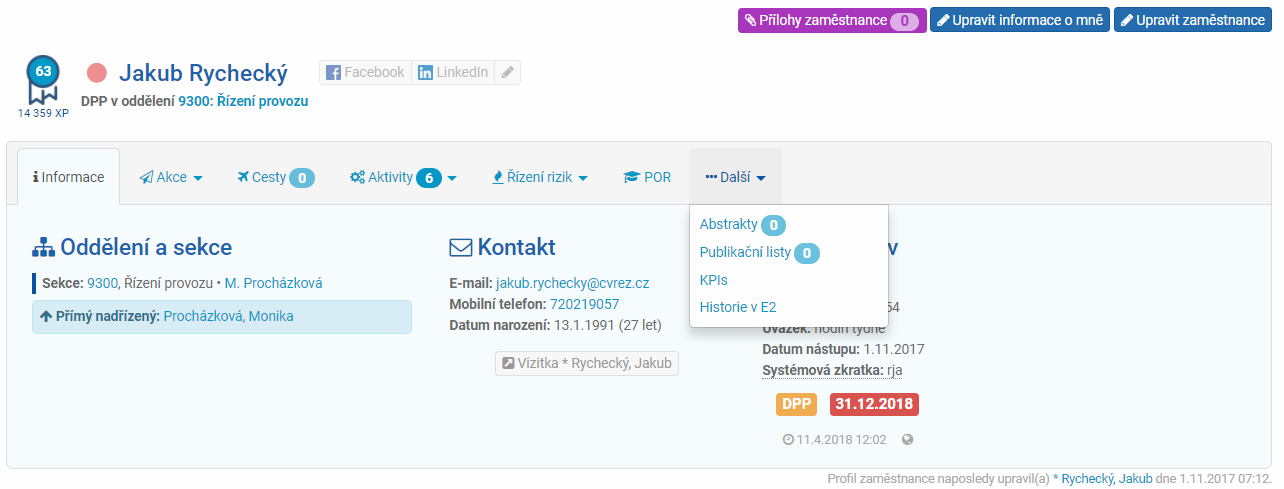 Přílohy zaměstnance 0
Upravit informace o mně
Upravit zaměstnance
63
14 359 XP
Jakub Rychecký
Facebook
LinkedIn
DPP v oddělení 9300: Řízení provozu
Informace
Akce
Cesty 0
Aktivity 6
Řízení rizik
POR
Další
Abstrakty 0
Publikační listy 0
KPIs
Historie v E2
Oddělení a sekce
Sekce: 9300, Řízení provozu • M. Procházková
Přímý nadřízený: Procházková, Monika
Kontakt
E-mail: jakub.rychecky@cvrez.cz
Mobilní telefon: 720219057
Datum narození: 13.1.1991 (27 let)
Vizitka * Rychecký, Jakub
v
54
Úvazek: hodin týdně
Datum nástupu: 1.11.2017
Systémová zkratka: rja
DPP
31.12.2018
11.4.2018 12:02
Profil zaměstnance naposledy upravil(a) * Rychecký, Jakub dne 1.11.2017 07:12.